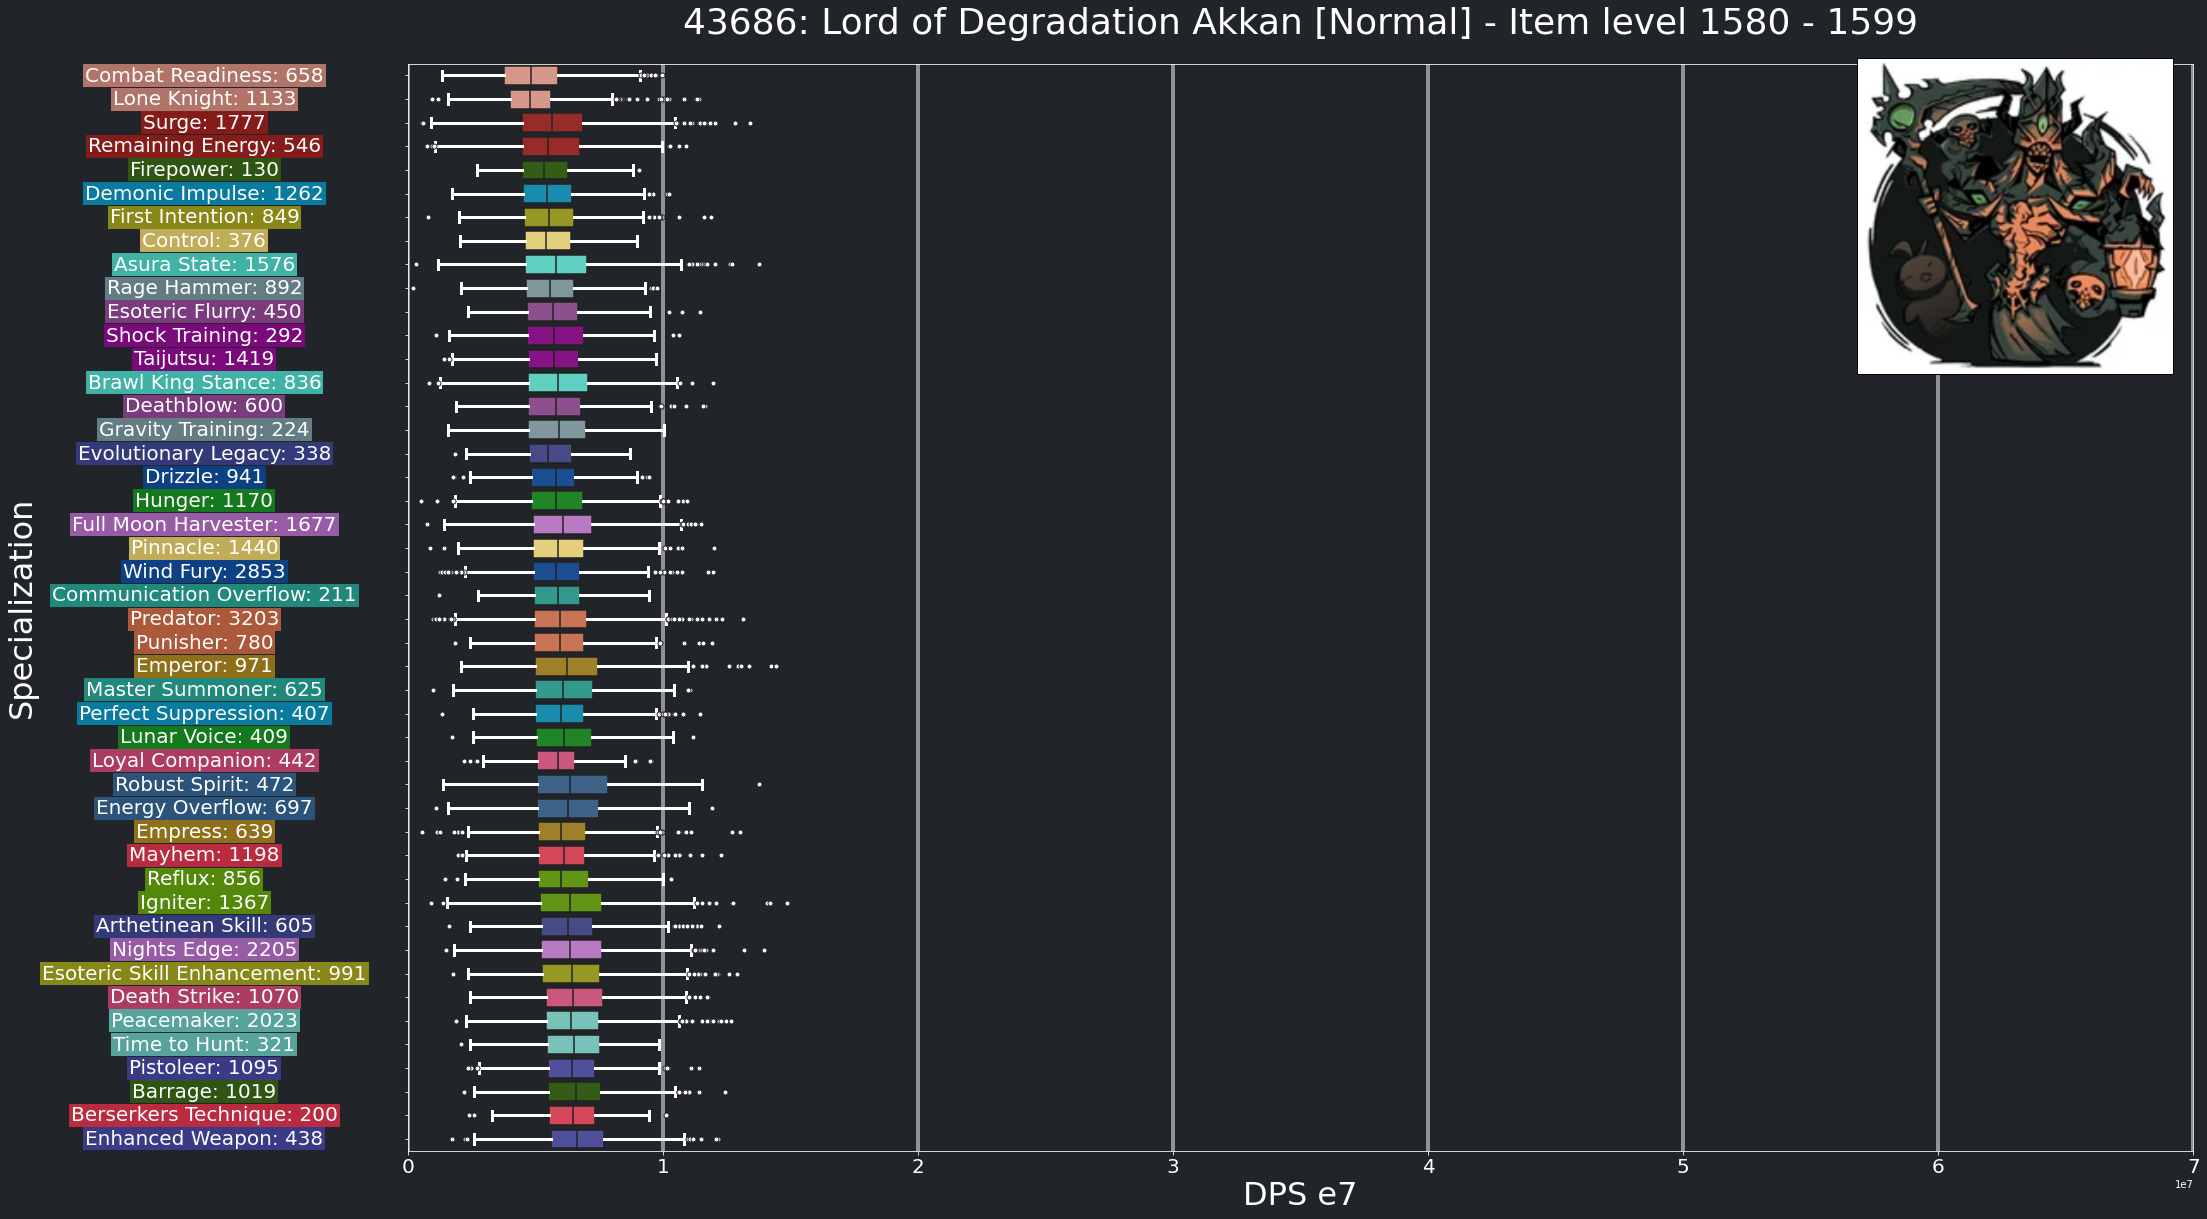 43686: Lord of Degradation Akkan [Normal] - Item level 1580 - 1599
Combat Readiness: 658
Lone Knight: 1133
Surge: 1777
Remaining Energy: 546
Firepower: 130
Demonic Impulse: 1262
First Intention: 849
Control: 376
Asura State: 1576
Rage Hammer: 892
Esoteric Flurry: 450
Shock Training: 292
Taijutsu: 1419
Brawl King Stance: 836
Deathblow: 600
Gravity Training: 224
Evolutionary Legacy: 338
Drizzle: 941
Hunger: 1170
Full Moon Harvester: 1677
Pinnacle: 1440
Wind Fury: 2853
Communication Overflow: 211
Predator: 3203
Punisher: 780
Emperor: 971
Master Summoner: 625
Perfect Suppression: 407
Lunar Voice: 409
Loyal Companion: 442
Robust Spirit: 472
Energy Overflow: 697
Empress: 639
Mayhem: 1198
Reflux: 856
Igniter: 1367
Arthetinean Skill: 605
Nights Edge: 2205
Esoteric Skill Enhancement: 991
Death Strike: 1070
Peacemaker: 2023
Time to Hunt: 321
Pistoleer: 1095
Barrage: 1019
Berserkers Technique: 200
Enhanced Weapon: 438
Specialization
0 1 2 3 4 5 6 7
1e7
DPS e7